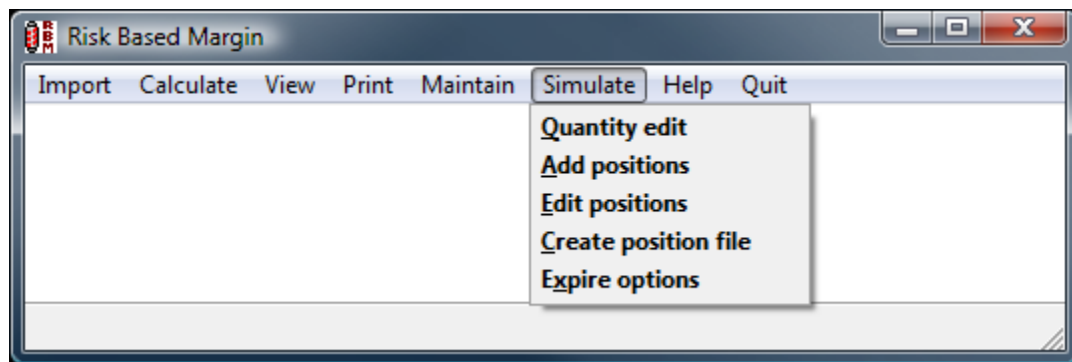 RBM Risk Based Margin
Import Calculate View Print Maintain Simulate Help Quit
Quantity edit
Add positions
Edit positions
Create position file
Expire options